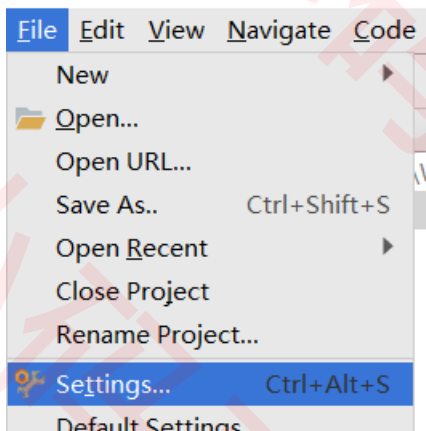 File Edit View Navigate Code
New
Open...
Open URL...
Save As.. Ctrl+Shift+S
Open Recent
Close Project
Rename Project...
Settings... Ctrl+Alt+S
Default Settings